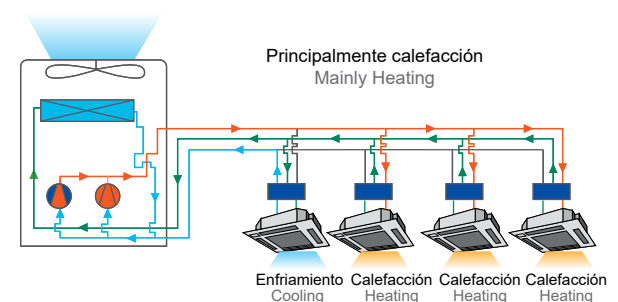 Principalmente calefacción
Mainly Heating
Enfriamiento Calefacción Calefacción Calefacción
Cooling Heating Heating Heating